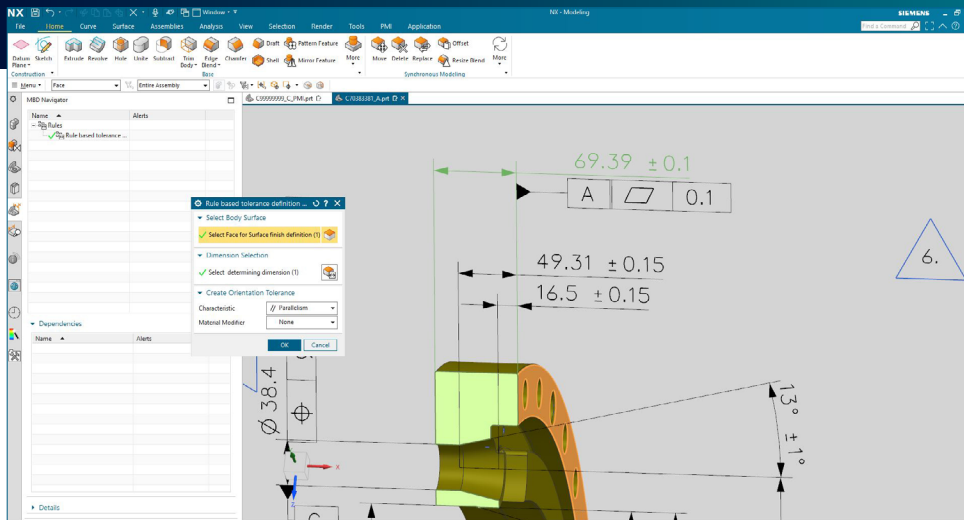 NX
Window
NX - Modeling
SIEMENS
File Home Curve Surface Assemblies Analysis View Selection Render Tools PMI Application
Find a Command
Datum Plane
Sketch
Extrude
Revolve
Hole
Unite
Subtract
Trim Body
Edge Blend
Chamfer
Draft
Shell
Pattern Feature
Mirror Feature
More
Move
Delete
Replace
Offset
Resize Blend
More
Construction
Base
Synchronous Modeling
Menu
Face
Entire Assembly
MBD Navigator
C9999999_C_PMI.prt
C70383381_A.prt
Name
Alerts
Rules
Rule based tolerance ...
Rule based tolerance definition ...
Select Body Surface
Select Face for Surface finish definition (1)
Dimension Selection
Select determining dimension (1)
Create Orientation Tolerance
Characteristic // Parallelism
Material Modifier None
OK Cancel
Dependencies
Name
Alerts
Details
69.39 ±0.1
A 0.1
49.31 ±0.15
16.5 ±0.15
6.
Ø 38.4
13° ±1°
X
Z